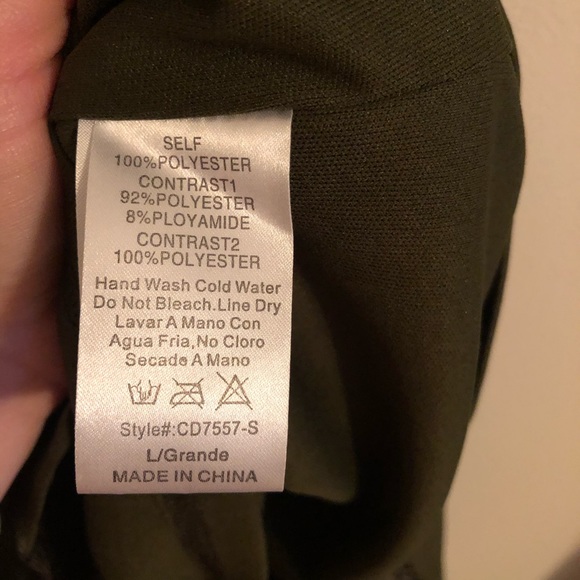 SELF
100%POLYESTER
CONTRAST1
92%POLYESTER
8%PLOYAMIDE
CONTRAST2
100%POLYESTER
Hand Wash Cold Water
Do Not Bleach.Line Dry
Lavar A Mano Con
Agua Fria,No Cloro
Secade A Mano
Style#:CD7557-S
L/Grande
MADE IN CHINA